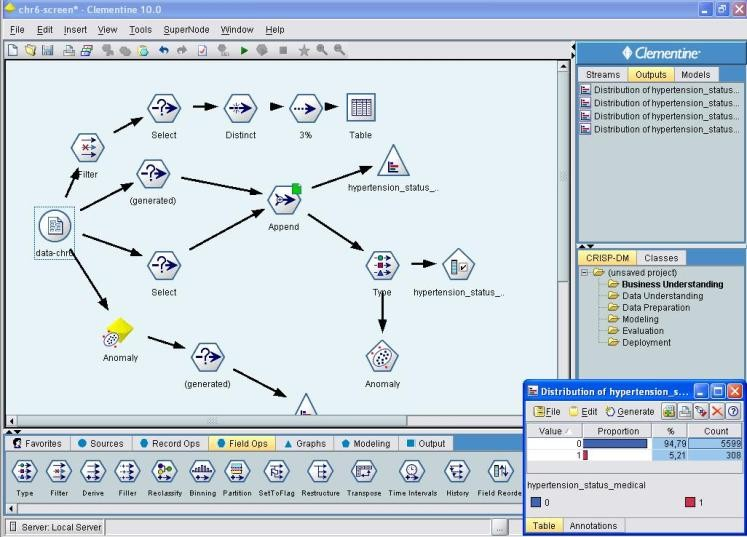 chr6-screen* - Clementine 10.0
File Edit Insert View Tools SuperNode Window Help
Select
Distinct
3%
Table
Filter
(generated)
hypertension_status_..
Append
data-chr6
Select
Type
hypertension_status_..
Anomaly
(generated)
Anomaly
Clementine
Streams Outputs Models
Distribution of hypertension_status...
Distribution of hypertension_status...
Distribution of hypertension_status...
Distribution of hypertension_status...
CRISP-DM Classes
(unsaved project)
Business Understanding
Data Understanding
Data Preparation
Modeling
Evaluation
Deployment
Favorites Sources Record Ops Field Ops Graphs Modeling Output
Type Filter Derive Filler Reclassify Binning Partition SetToFlag Restructure Transpose Time Intervals History Field Reorde
Server: Local Server
...
Distribution of hypertension_s...
File Edit Generate
Value Proportion % Count
0 94,79 5599
1 5,21 308
hypertension_status_medical
0 1
Table Annotations